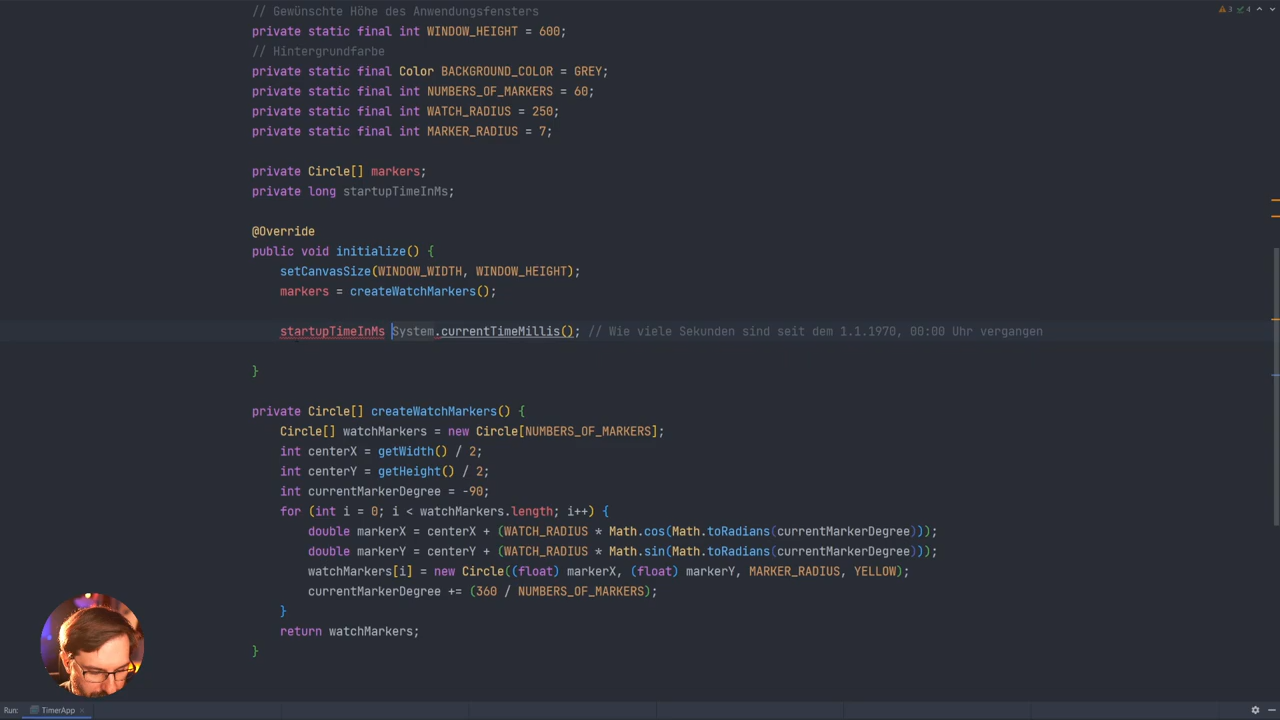 // Gewünschte Höhe des Anwendungsfensters
private static final int WINDOW_HEIGHT = 600;
// Hintergrundfarbe
private static final Color BACKGROUND_COLOR = GREY;
private static final int NUMBERS_OF_MARKERS = 60;
private static final int WATCH_RADIUS = 250;
private static final int MARKER_RADIUS = 7;
private Circle[] markers;
private long startupTimeInMs;
@Override
public void initialize() {
setCanvasSize(WINDOW_WIDTH, WINDOW_HEIGHT);
markers = createWatchMarkers();
startupTimeInMs System.currentTimeMillis(); // Wie viele Sekunden sind seit dem 1.1.1970, 00:00 Uhr vergangen
}
private Circle[] createWatchMarkers() {
Circle[] watchMarkers = new Circle[NUMBERS_OF_MARKERS];
int centerX = getWidth() / 2;
int centerY = getHeight() / 2;
int currentMarkerDegree = -90;
for (int i = 0; i < watchMarkers.length; i++) {
double markerX = centerX + (WATCH_RADIUS * Math.cos(Math.toRadians(currentMarkerDegree)));
double markerY = centerY + (WATCH_RADIUS * Math.sin(Math.toRadians(currentMarkerDegree)));
watchMarkers[i] = new Circle((float) markerX, (float) markerY, MARKER_RADIUS, YELLOW);
currentMarkerDegree += (360 / NUMBERS_OF_MARKERS);
}
return watchMarkers;
}
Run: TimerApp